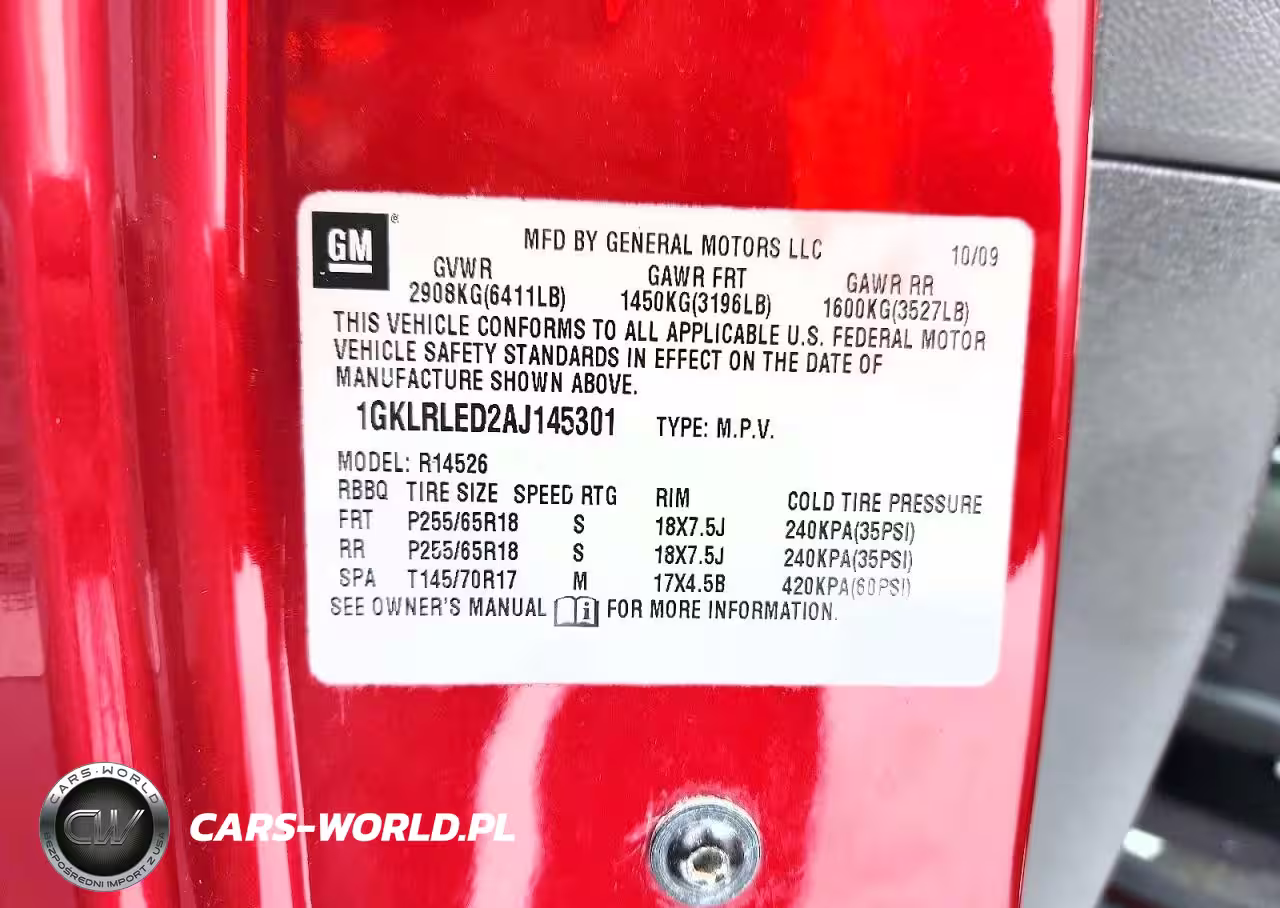 GM ®
MFD BY GENERAL MOTORS LLC 10/09
GVWR GAWR FRT GAWR RR
2908KG(6411LB) 1450KG(3196LB) 1600KG(3527LB)
THIS VEHICLE CONFORMS TO ALL APPLICABLE U.S. FEDERAL MOTOR
VEHICLE SAFETY STANDARDS IN EFFECT ON THE DATE OF
MANUFACTURE SHOWN ABOVE.
1GKLRLED2AJ145301 TYPE: M.P.V.
MODEL: R14526
RBBQ TIRE SIZE SPEED RTG RIM COLD TIRE PRESSURE
FRT P255/65R18 S 18X7.5J 240KPA(35PSI)
RR P255/65R18 S 18X7.5J 240KPA(35PSI)
SPA T145/70R17 M 17X4.5B 420KPA(60PSI)
SEE OWNER'S MANUAL i FOR MORE INFORMATION.
CARS-WORLD
CW
BEZPOŚREDNI IMPORT Z USA
CARS-WORLD.PL